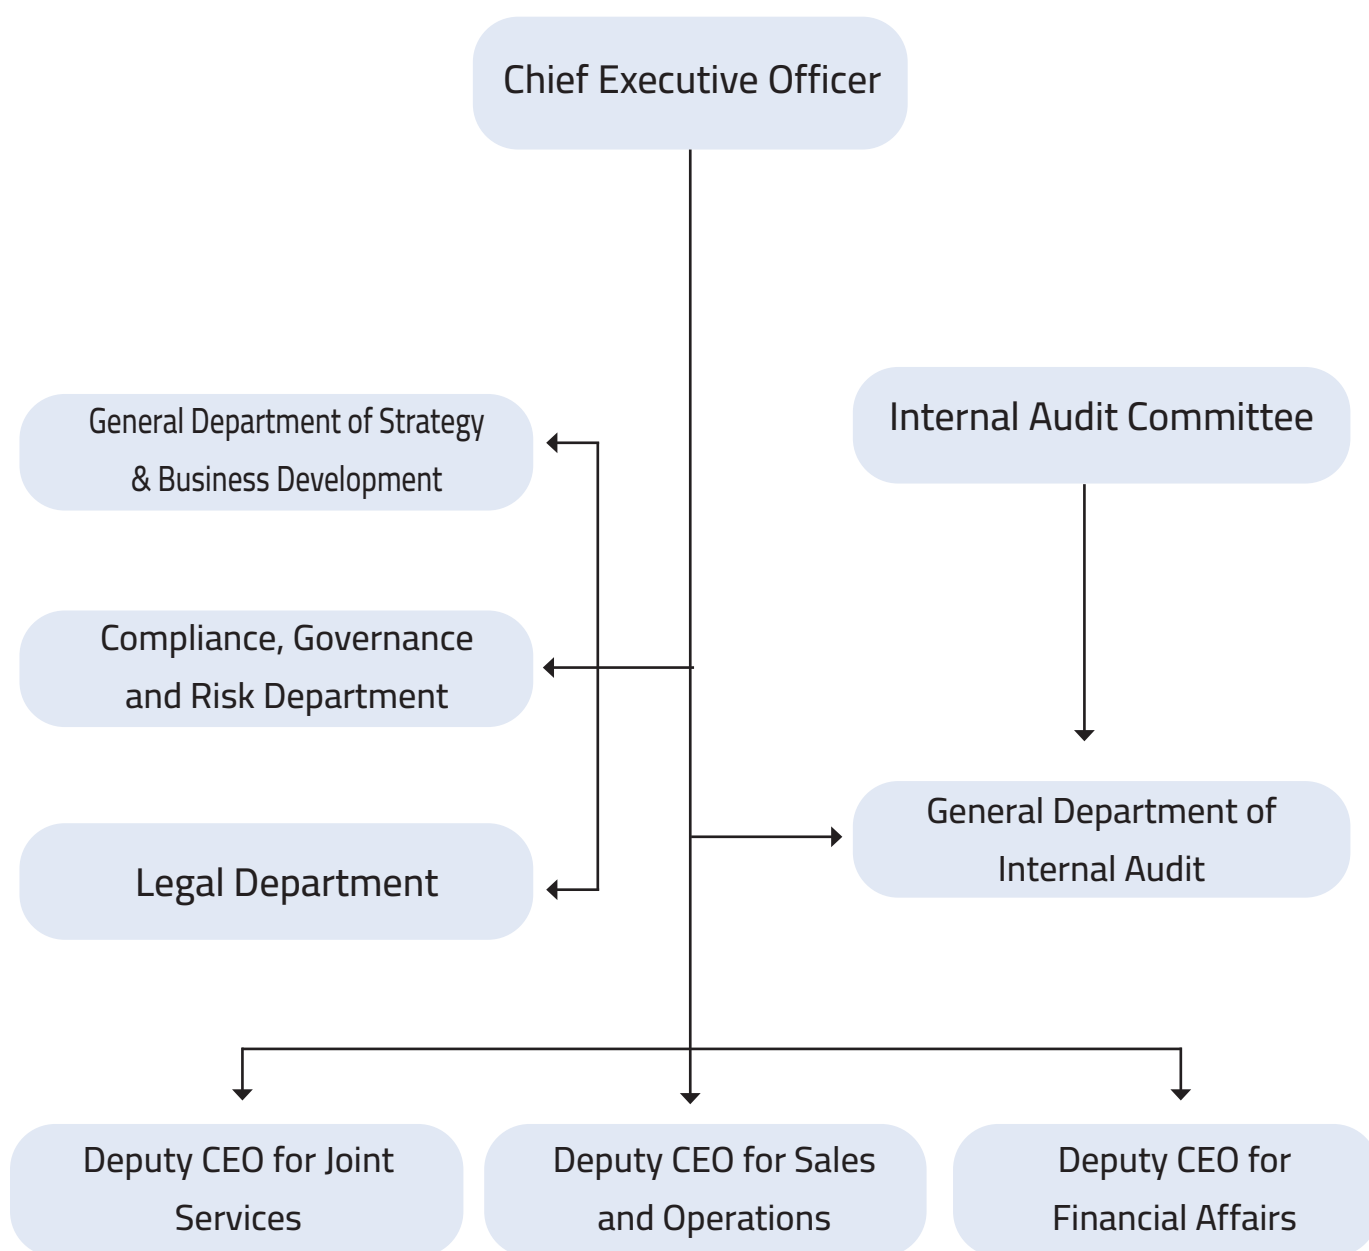 Chief Executive Officer
General Department of Strategy
& Business Development
Internal Audit Committee
Compliance, Governance
and Risk Department
General Department of
Internal Audit
Legal Department
Deputy CEO for Joint
Services
Deputy CEO for Sales
and Operations
Deputy CEO for
Financial Affairs